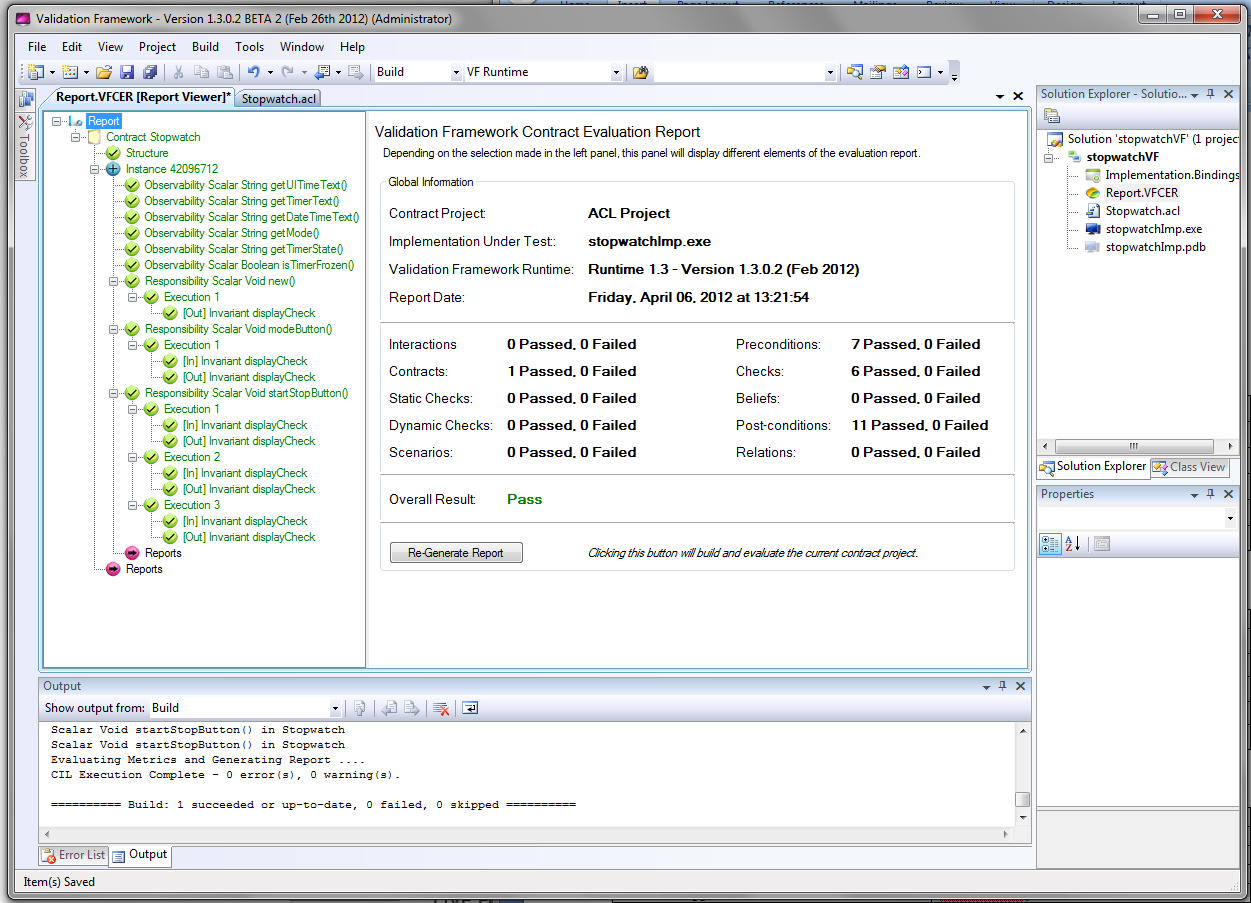 Validation Framework - Version 1.3.0.2 BETA 2 (Feb 26th 2012) (Administrator)
File Edit View Project Build Tools Window Help
Build VF Runtime
Report.VFCER [Report Viewer]* Stopwatch.acl
Toolbox
Report
Contract Stopwatch
Structure
Instance 42096712
Observability Scalar String getUITimeText()
Observability Scalar String getTimerText()
Observability Scalar String getDateTimeText()
Observability Scalar String getMode()
Observability Scalar String getTimerState()
Observability Scalar Boolean isTimerFrozen()
Responsibility Scalar Void new()
Execution 1
[Out] Invariant displayCheck
Responsibility Scalar Void modeButton()
Execution 1
[In] Invariant displayCheck
[Out] Invariant displayCheck
Responsibility Scalar Void startStopButton()
Execution 1
[In] Invariant displayCheck
[Out] Invariant displayCheck
Execution 2
[In] Invariant displayCheck
[Out] Invariant displayCheck
Execution 3
[In] Invariant displayCheck
[Out] Invariant displayCheck
Reports
Reports
Validation Framework Contract Evaluation Report
Depending on the selection made in the left panel, this panel will display different elements of the evaluation report.
Global Information
Contract Project: ACL Project
Implementation Under Test:: stopwatchImp.exe
Validation Framework Runtime: Runtime 1.3 - Version 1.3.0.2 (Feb 2012)
Report Date: Friday, April 06, 2012 at 13:21:54
Interactions 0 Passed, 0 Failed Preconditions: 7 Passed, 0 Failed
Contracts: 1 Passed, 0 Failed Checks: 6 Passed, 0 Failed
Static Checks: 0 Passed, 0 Failed Beliefs: 0 Passed, 0 Failed
Dynamic Checks: 0 Passed, 0 Failed Post-conditions: 11 Passed, 0 Failed
Scenarios: 0 Passed, 0 Failed Relations: 0 Passed, 0 Failed
Overall Result: Pass
Re-Generate Report Clicking this button will build and evaluate the current contract project.
Solution Explorer - Solutio...
Solution 'stopwatchVF' (1 projec
stopwatchVF
Implementation.Bindings
Report.VFCER
Stopwatch.acl
stopwatchImp.exe
stopwatchImp.pdb
Solution Explorer Class View
Properties
Output
Show output from: Build
Scalar Void startStopButton() in Stopwatch
Scalar Void startStopButton() in Stopwatch
Evaluating Metrics and Generating Report ....
CIL Execution Complete - 0 error(s), 0 warning(s).
========== Build: 1 succeeded or up-to-date, 0 failed, 0 skipped ==========
Error List Output
Item(s) Saved